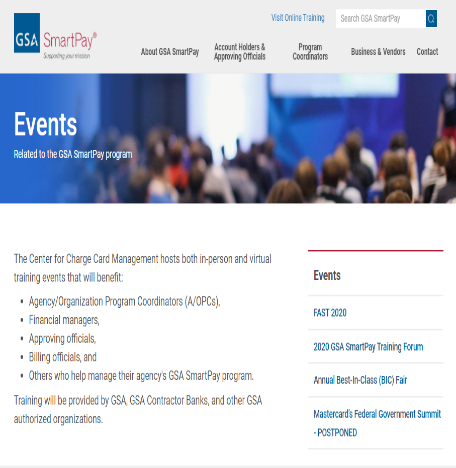 Visit Online Training
Search GSA SmartPay
GSA SmartPay®
Supporting your mission
About GSA SmartPay
Account Holders &
Approving Officials
Program
Coordinators
Business & Vendors
Contact
Events
Related to the GSA SmartPay program
The Center for Charge Card Management hosts both in-person and virtual
training events that will benefit:
• Agency/Organization Program Coordinators (A/OPCs),
• Financial managers,
• Approving officials,
• Billing officials, and
• Others who help manage their agency's GSA SmartPay program.
Training will be provided by GSA, GSA Contractor Banks, and other GSA
authorized organizations.
Events
FAST 2020
2020 GSA SmartPay Training Forum
Annual Best-In-Class (BIC) Fair
Mastercard's Federal Government Summit
- POSTPONED